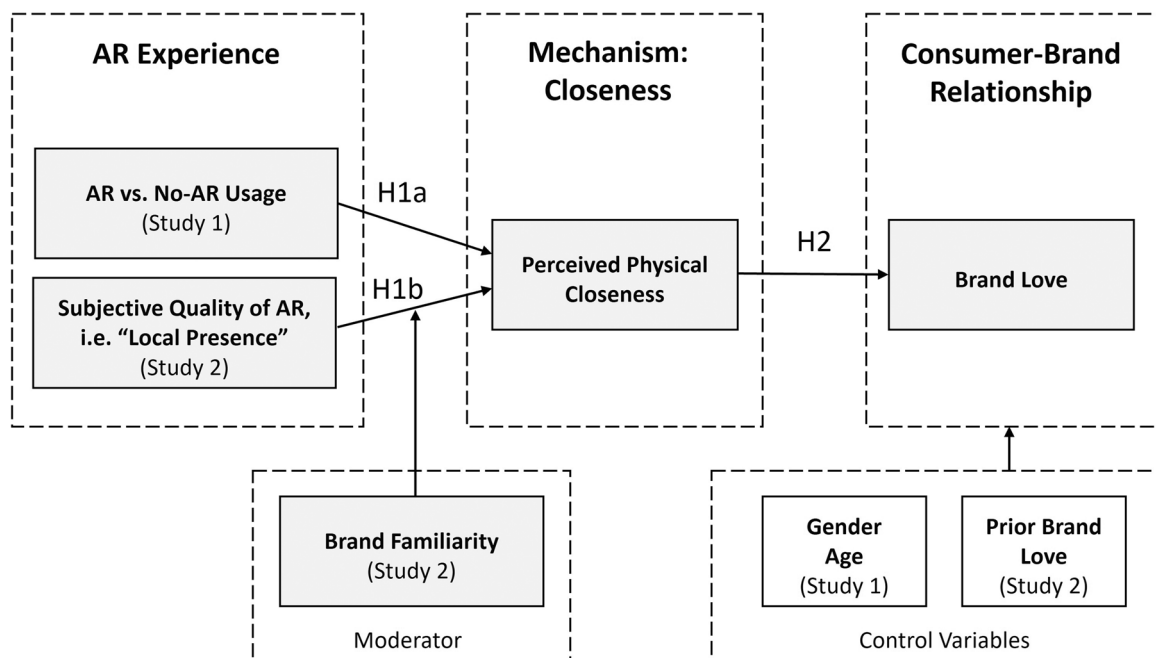 AR Experience
Mechanism:
Closeness
Consumer-Brand
Relationship
AR vs. No-AR Usage
(Study 1)
H1a
Subjective Quality of AR,
i.e. “Local Presence”
(Study 2)
H1b
Perceived Physical
Closeness
H2
Brand Love
Brand Familiarity
(Study 2)
Moderator
Gender
Age
(Study 1)
Prior Brand
Love
(Study 2)
Control Variables